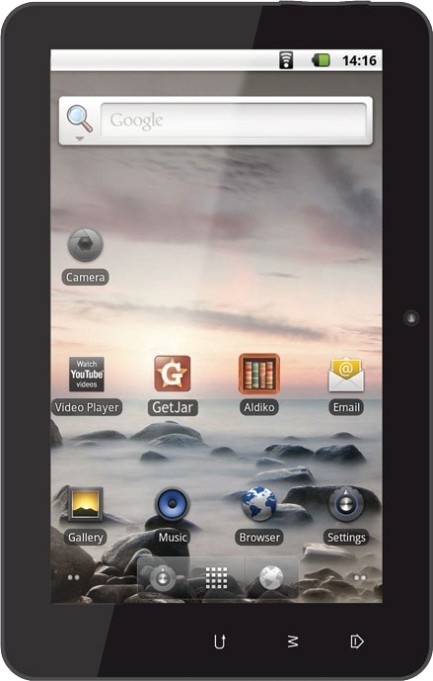 14:16
Google
Camera
Watch
YouTube
videos
Video Player
G
GetJar
Aldiko
@
Email
Gallery
Music
Browser
Settings